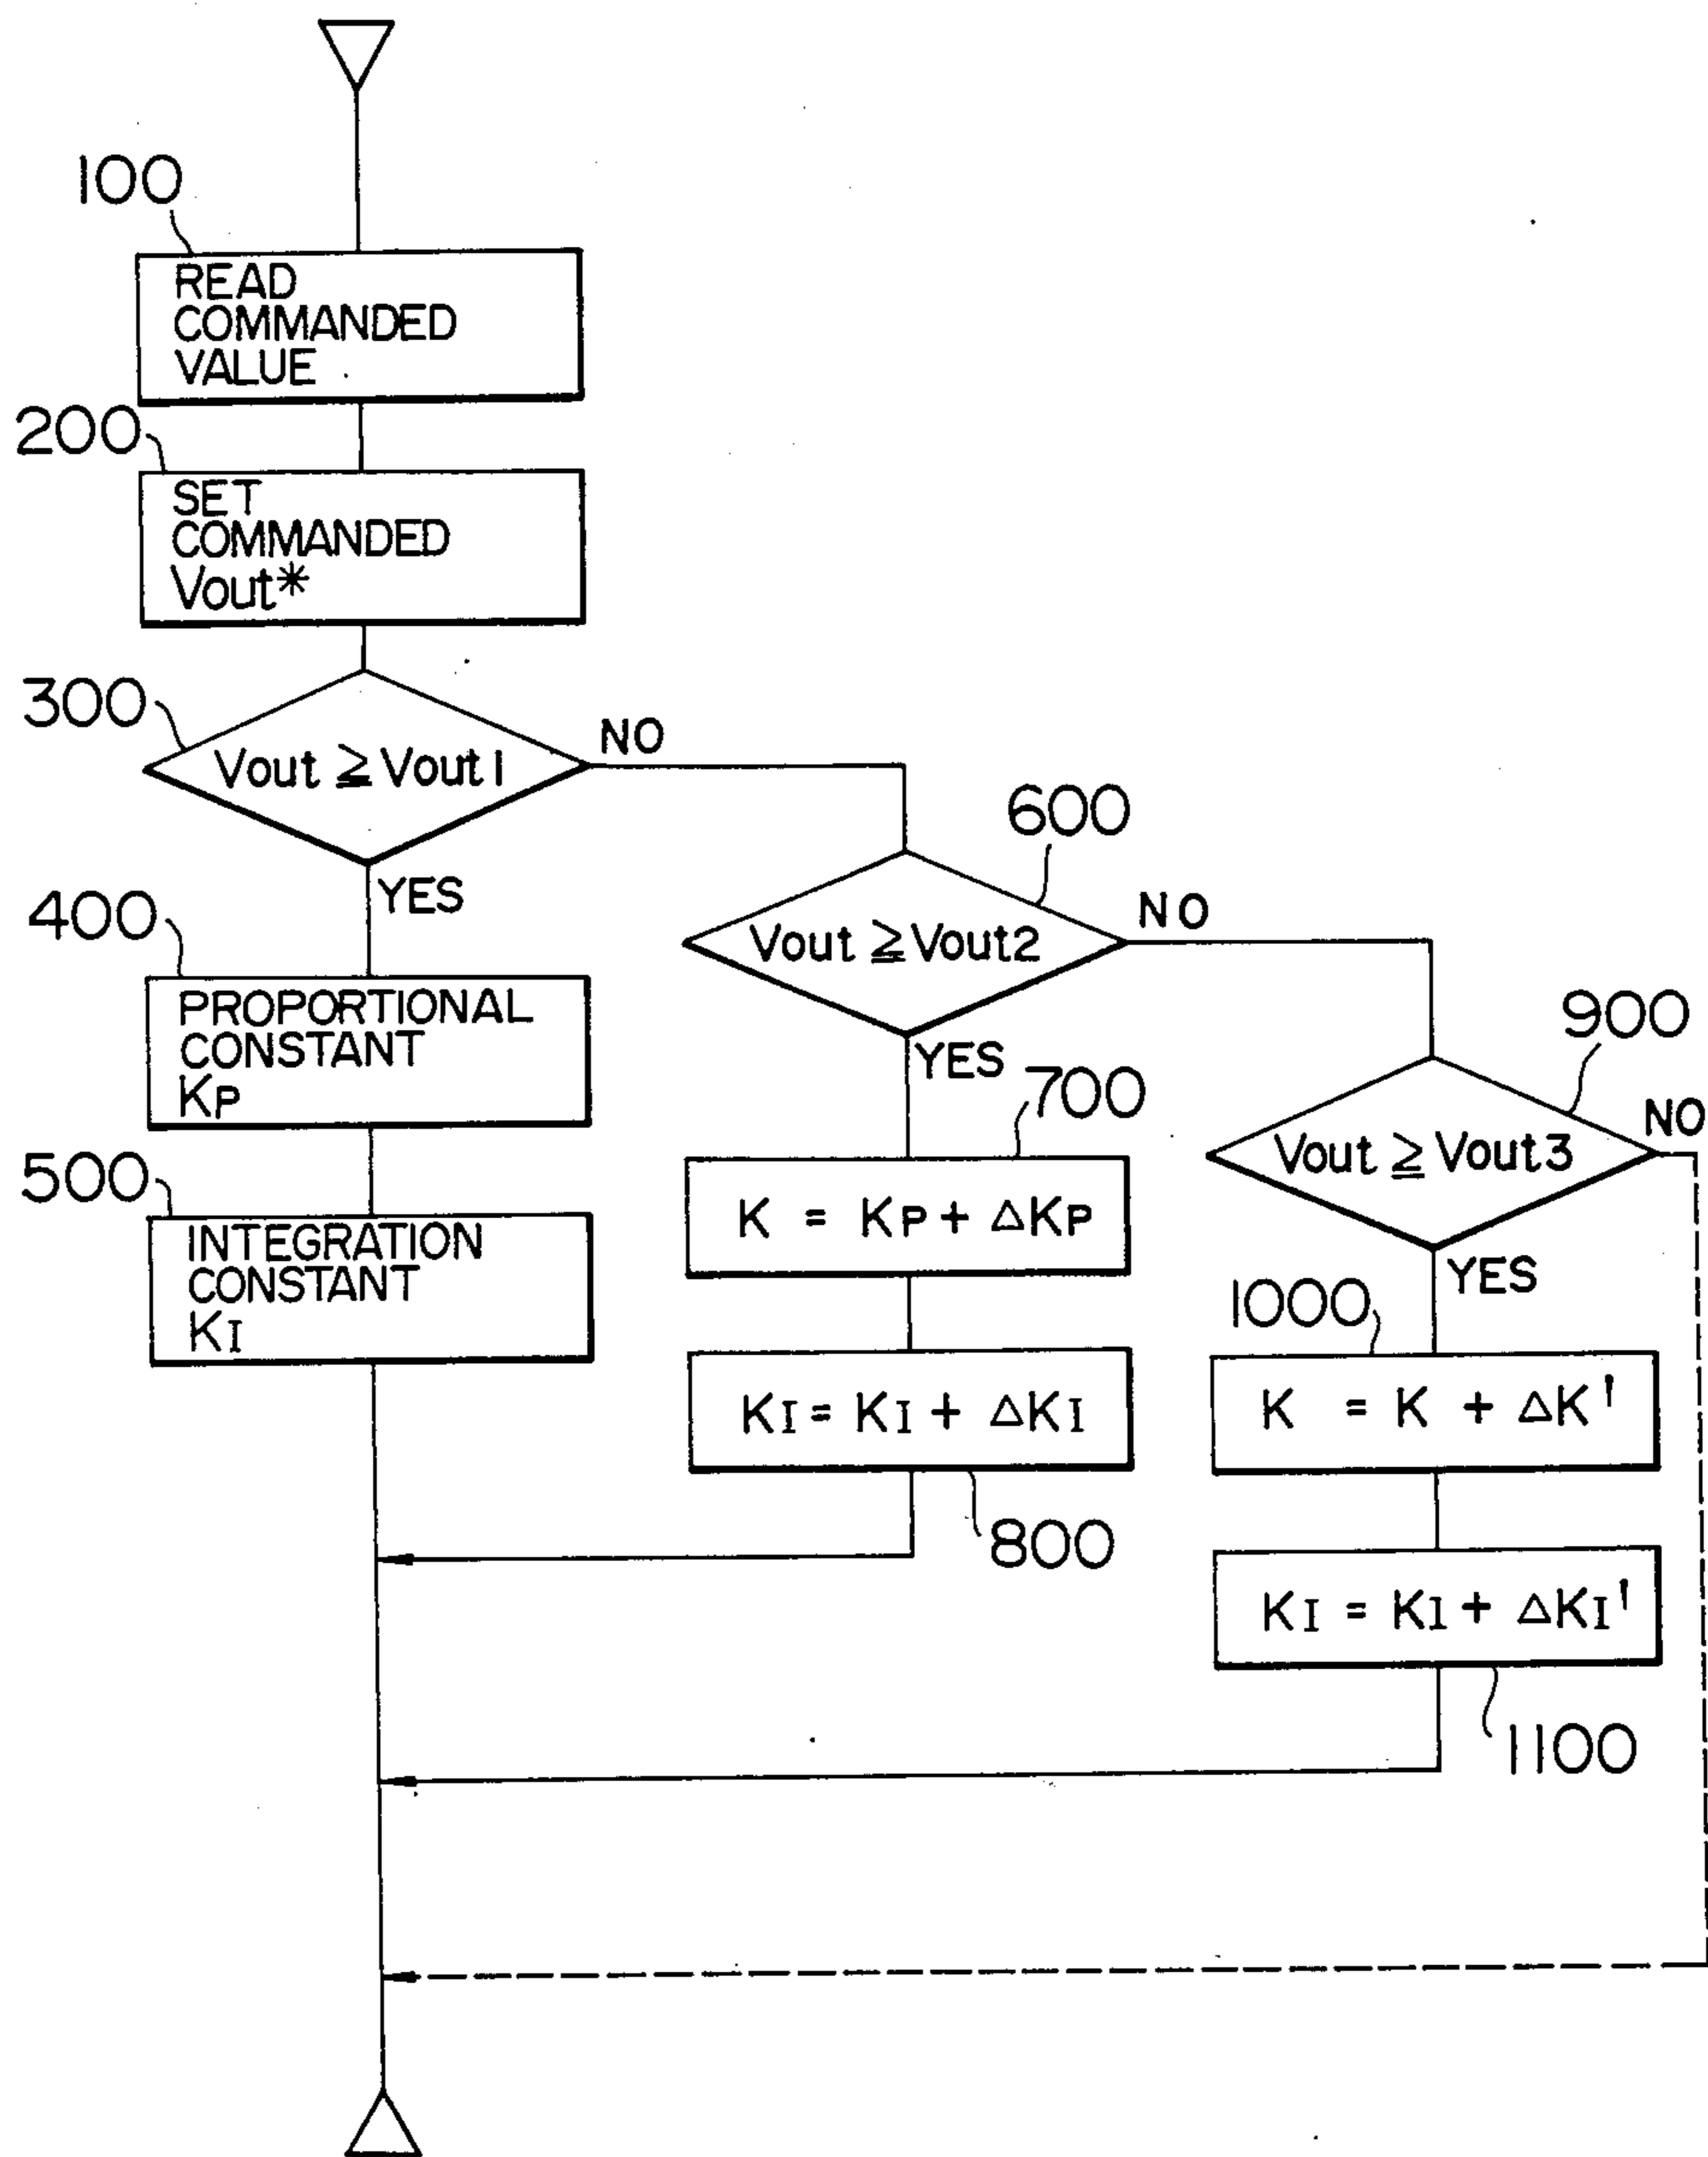 100
READ
COMMANDED
VALUE
200
SET
COMMANDED
Vout*
300
Vout ≧ Vout1
NO
YES
400
PROPORTIONAL
CONSTANT
KP
500
INTEGRATION
CONSTANT
KI
600
Vout ≧ Vout2
NO
YES
700
K = KP + ΔKP
KI = KI + ΔKI
800
900
Vout ≧ Vout3
NO
YES
1000
K = K + ΔK'
KI = KI + ΔKI'
1100